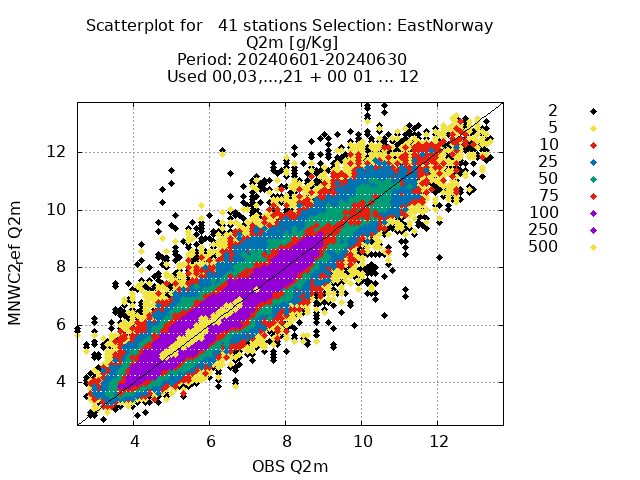 Scatterplot for   41 stations Selection: EastNorway
Q2m [g/Kg]
Period: 20240601-20240630
Used 00,03,...,21 + 00 01 ... 12
2
5
10
25
50
75
100
250
500
12
10
8
6
4
MNWC2,ef Q2m
4 6 8 10 12
OBS Q2m